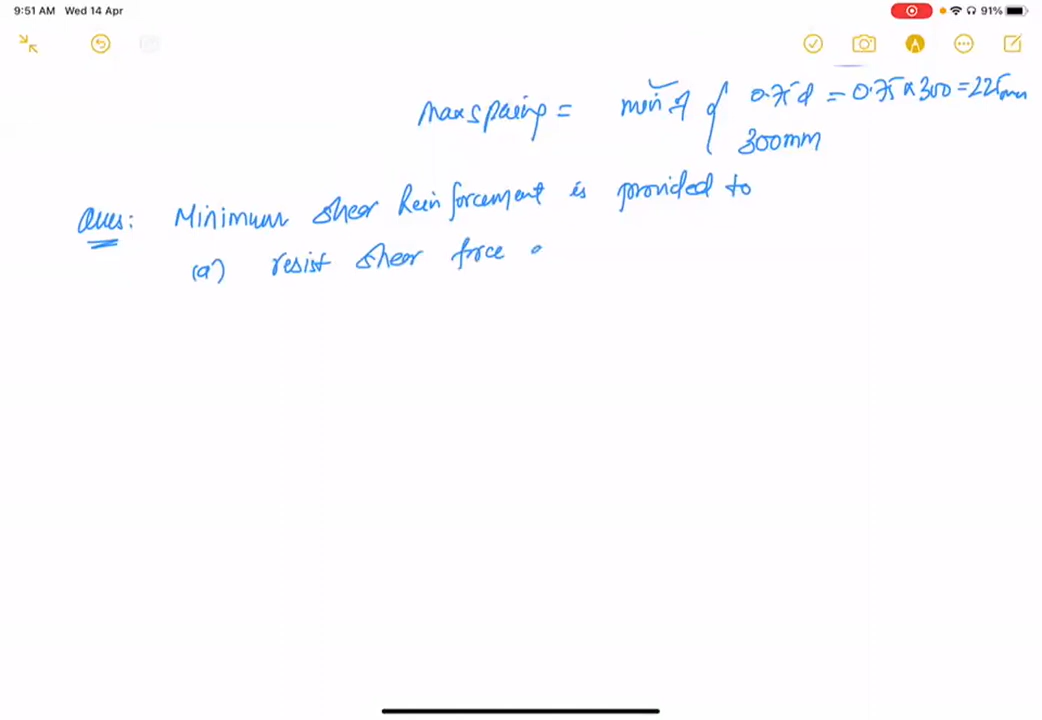 9:51 AM Wed 14 Apr
91%
max spacing = min of { 0.75 d = 0.75 x 300 = 225mm
300mm
Ques: Minimum shear Reinforcement is provided to
(a) resist shear force